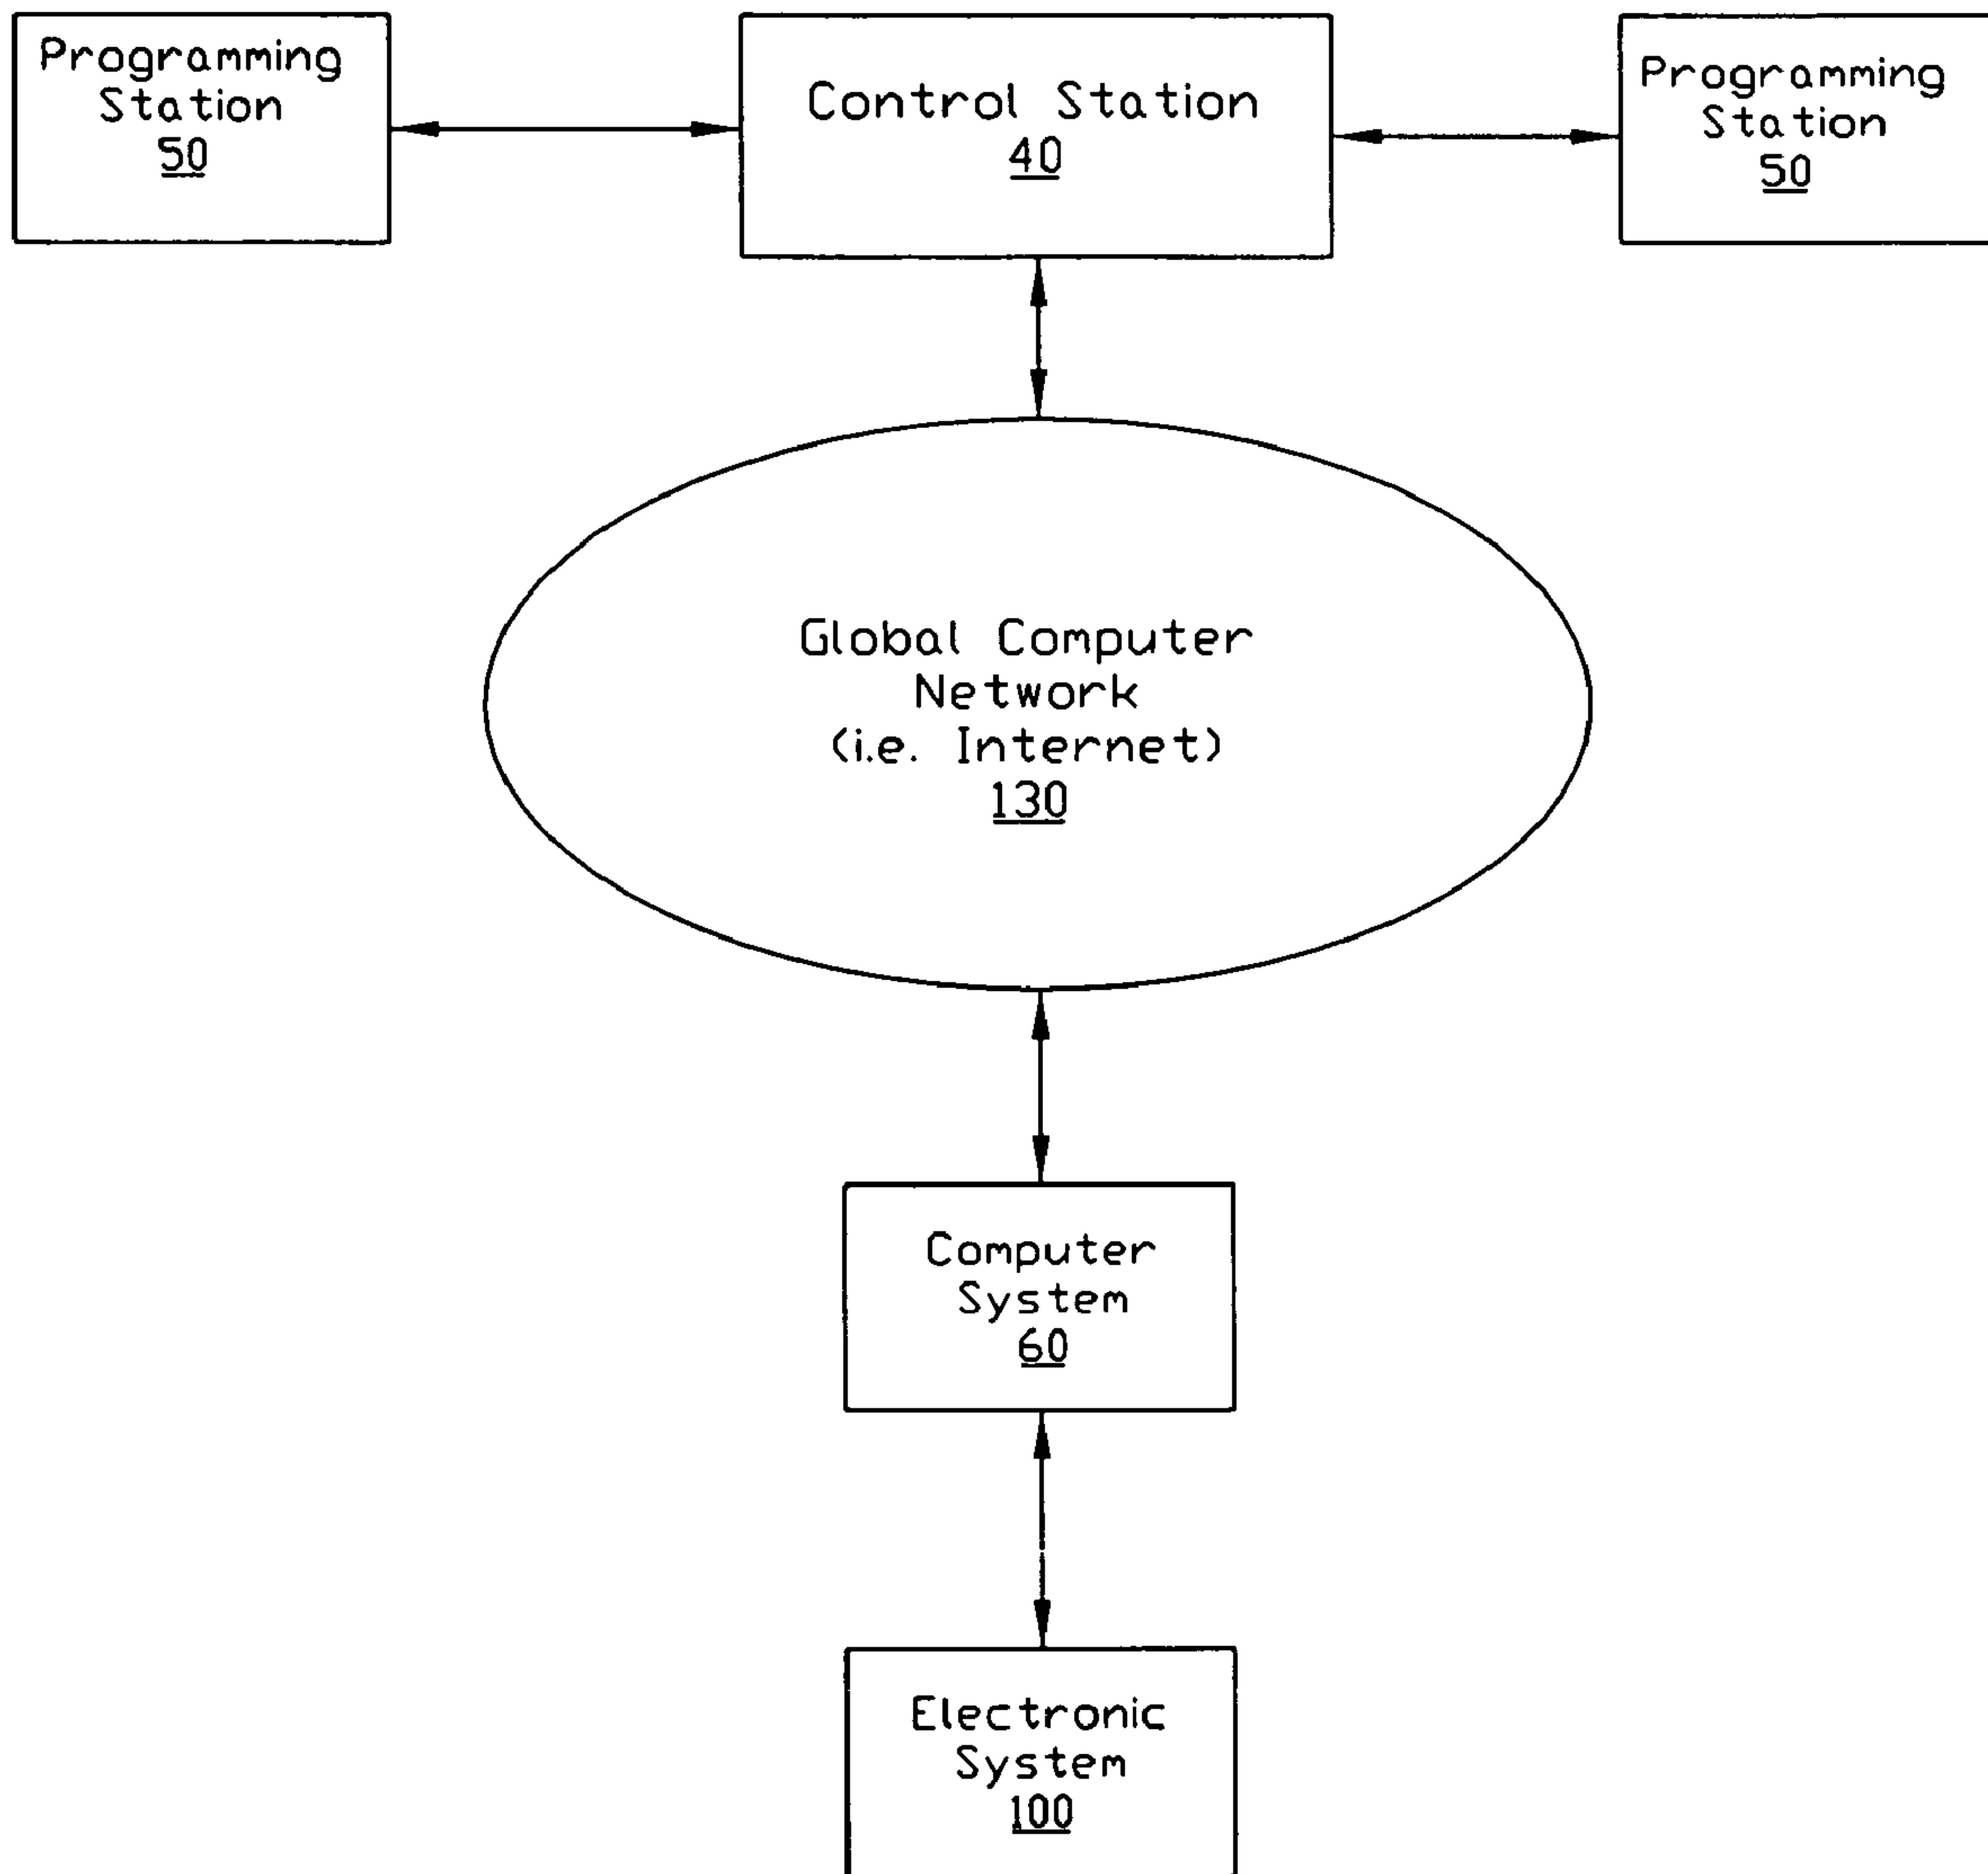 Programming
Station
50
Control Station
40
Programming
Station
50
Global Computer
Network
(i.e. Internet)
130
Computer
System
60
Electronic
System
100